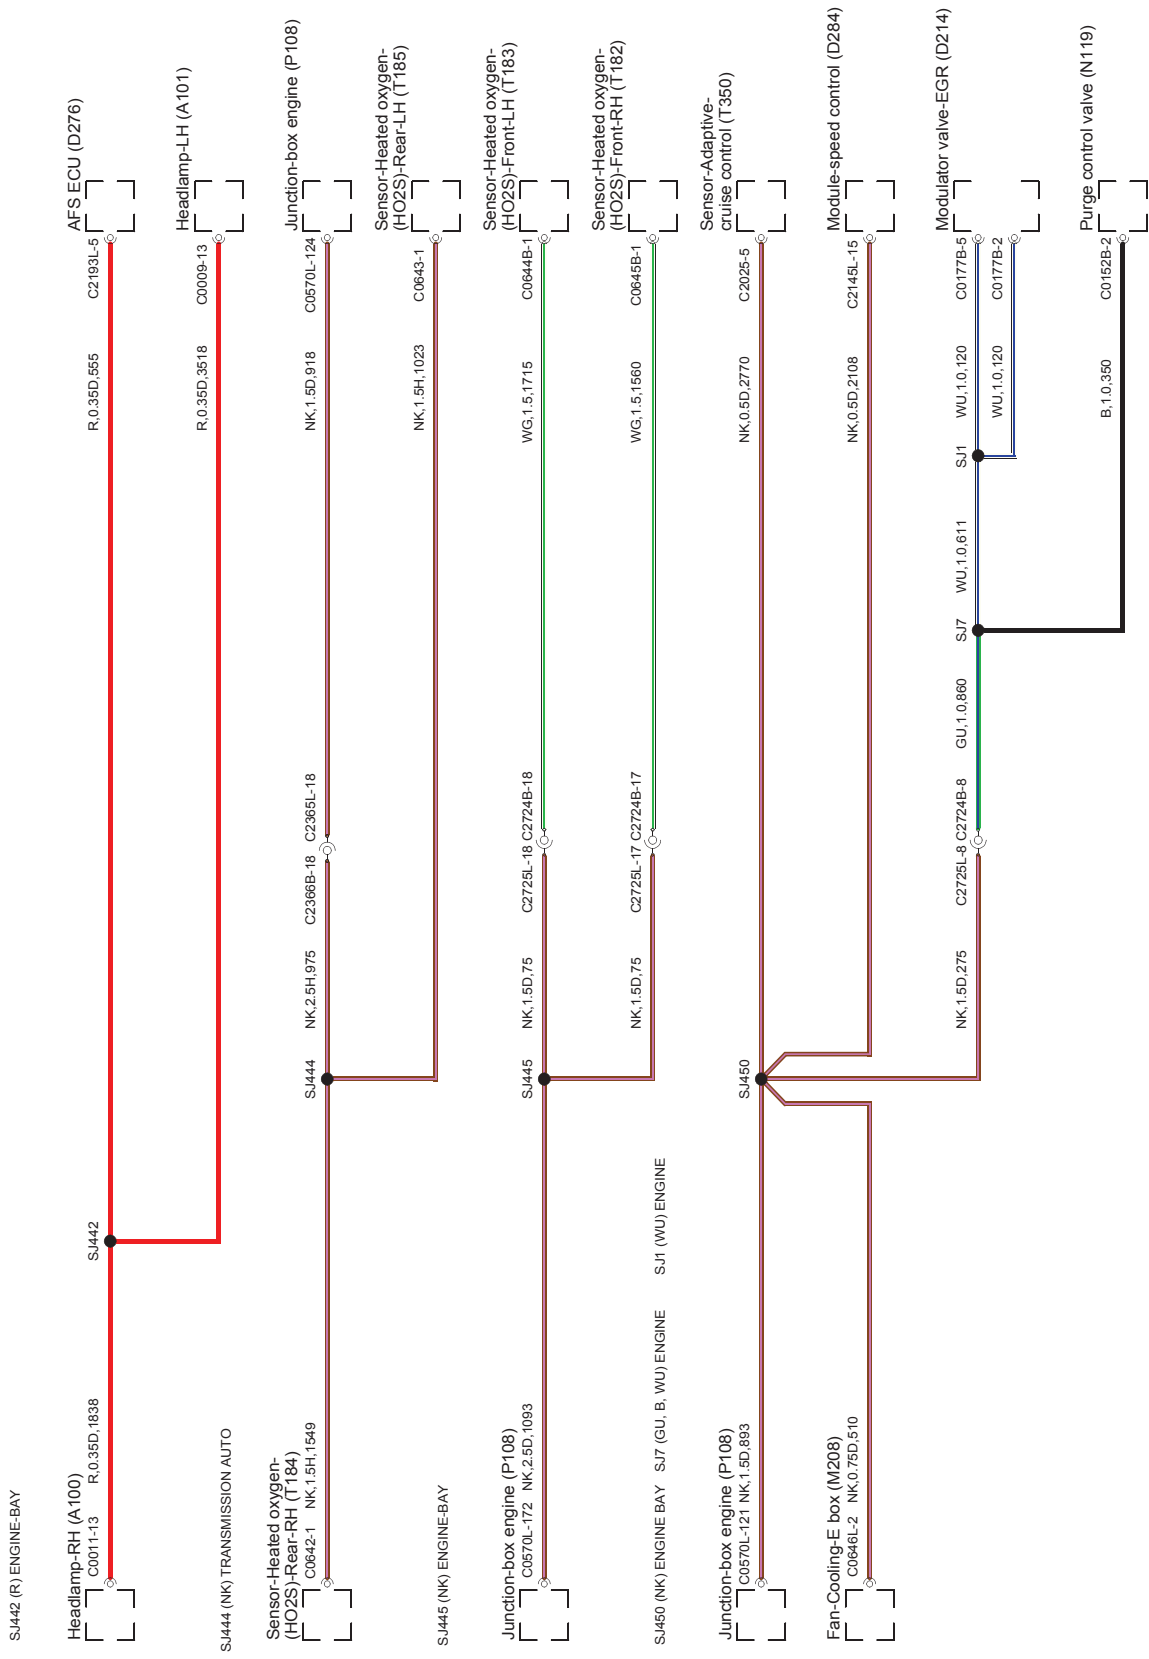 SJ442 (R) ENGINE-BAY
Headlamp-RH (A100)
C0011-13
R,0.35D,1838
SJ442
R,0.35D,555
C2193L-5
AFS ECU (D276)
R,0.35D,3518
C0009-13
Headlamp-LH (A101)
SJ444 (NK) TRANSMISSION AUTO
Sensor-Heated oxygen-
(HO2S)-Rear-RH (T184)
C0642-1
NK,1.5H,1549
SJ444
NK,2.5H,975
C2366B-18
C2365L-18
NK,1.5D,918
C0570L-124
Junction-box engine (P108)
NK,1.5H,1023
C0643-1
Sensor-Heated oxygen-
(HO2S)-Rear-LH (T185)
SJ445 (NK) ENGINE-BAY
Junction-box engine (P108)
C0570L-172
NK,2.5D,1093
SJ445
NK,1.5D,75
C2725L-18
C2724B-18
WG,1.5,1715
C0644B-1
Sensor-Heated oxygen-
(HO2S)-Front-LH (T183)
NK,1.5D,75
C2725L-17
C2724B-17
WG,1.5,1560
C0645B-1
Sensor-Heated oxygen-
(HO2S)-Front-RH (T182)
SJ450 (NK) ENGINE BAY
SJ7 (GU, B, WU) ENGINE
SJ1 (WU) ENGINE
Junction-box engine (P108)
C0570L-121
NK,1.5D,893
SJ450
NK,0.5D,2770
C2025-5
Sensor-Adaptive-
cruise control (T350)
Fan-Cooling-E box (M208)
C0646L-2
NK,0.75D,510
NK,0.5D,2108
C2145L-15
Module-speed control (D284)
NK,1.5D,275
C2725L-8
C2724B-8
GU,1.0,860
SJ7
WU,1.0,611
SJ1
WU,1.0,120
C0177B-5
Modulator valve-EGR (D214)
WU,1.0,120
C0177B-2
B,1.0,350
C0152B-2
Purge control valve (N119)